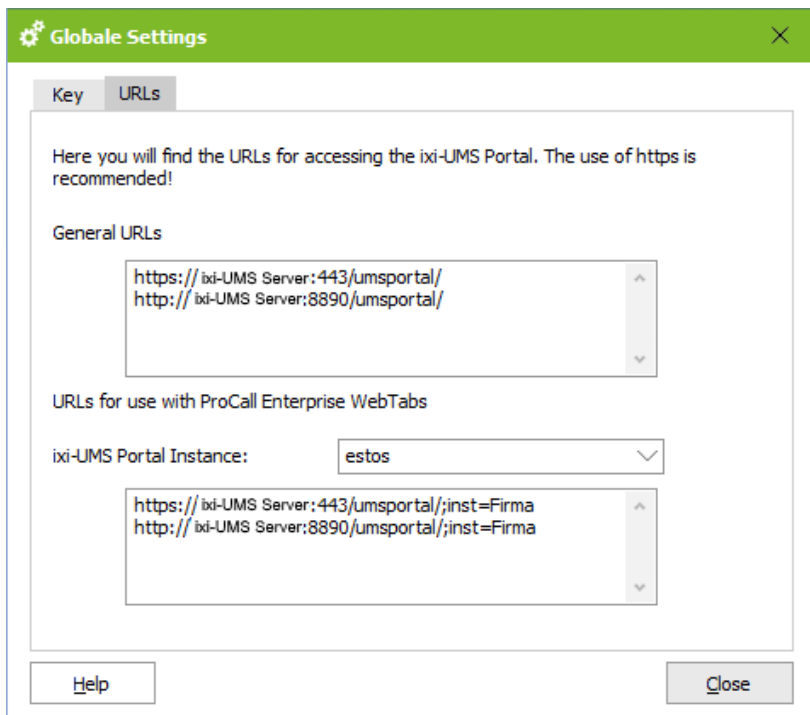 Globale Settings
Key
URLs
Here you will find the URLs for accessing the ixi-UMS Portal. The use of https is
recommended!
General URLs
https://ixi-UMS Server:443/umsportal/
http://ixi-UMS Server:8890/umsportal/
URLs for use with ProCall Enterprise WebTabs
ixi-UMS Portal Instance:
estos
https://ixi-UMS Server:443/umsportal/;inst=Firma
http://ixi-UMS Server:8890/umsportal/;inst=Firma
Help
Close